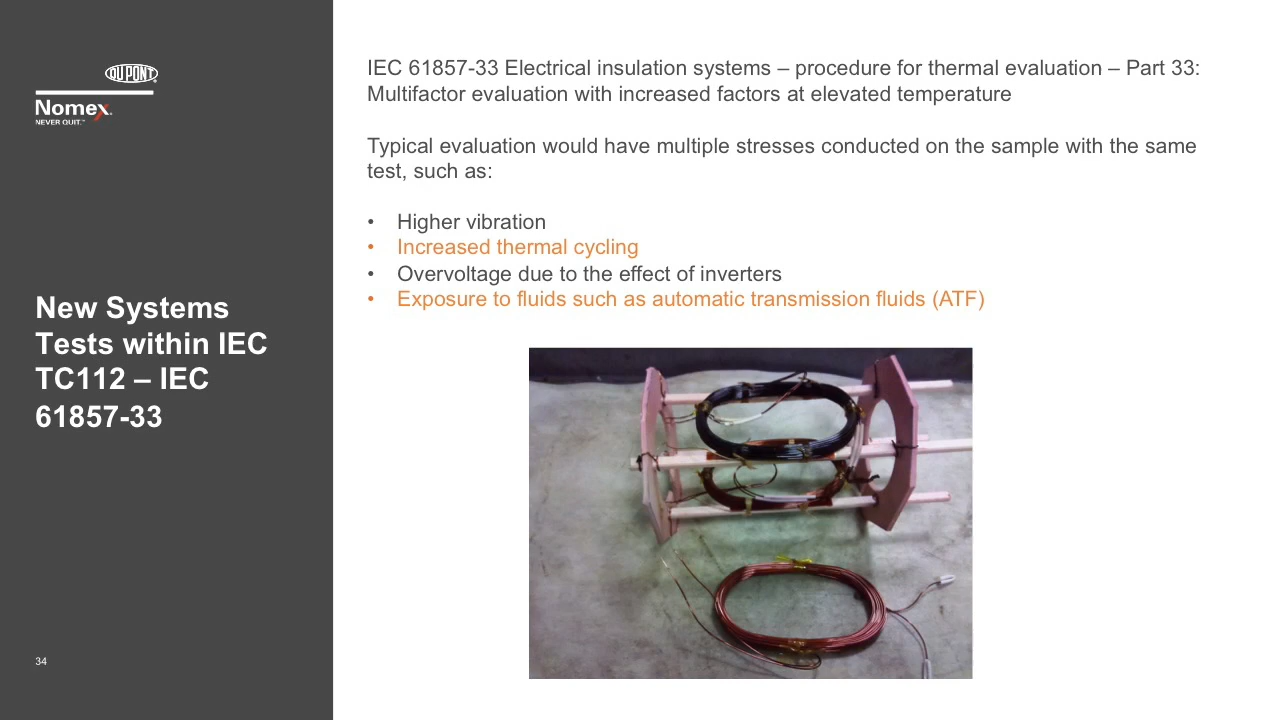 DU PONT
Nomex
NEVER QUIT.™
New Systems
Tests within IEC
TC112 – IEC
61857-33
34
IEC 61857-33 Electrical insulation systems – procedure for thermal evaluation – Part 33:
Multifactor evaluation with increased factors at elevated temperature
Typical evaluation would have multiple stresses conducted on the sample with the same
test, such as:
• Higher vibration
• Increased thermal cycling
• Overvoltage due to the effect of inverters
• Exposure to fluids such as automatic transmission fluids (ATF)